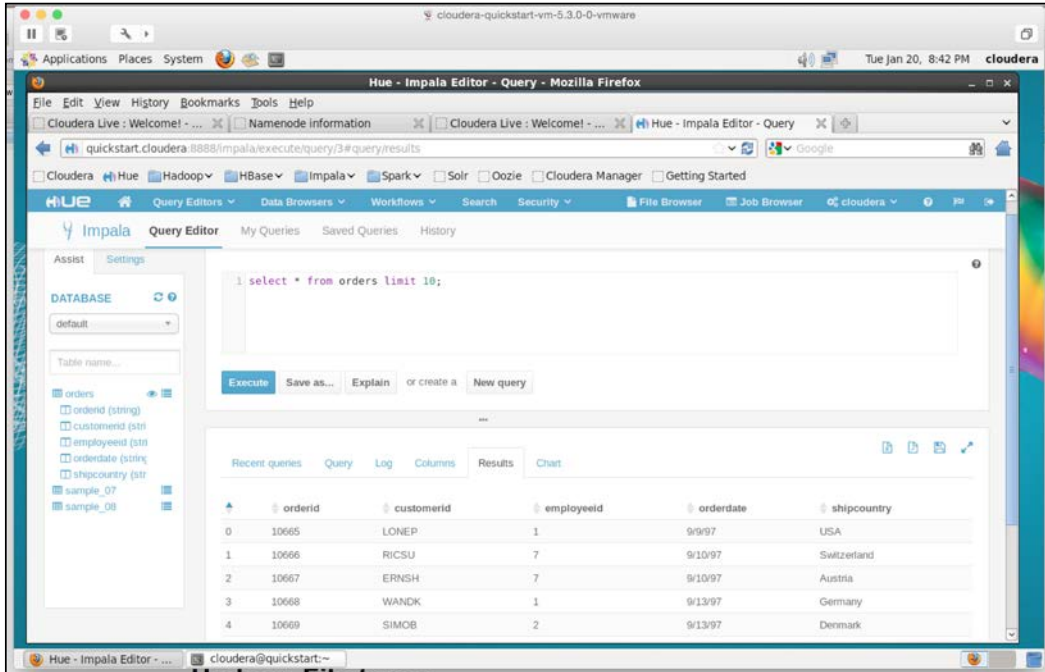 cloudera-quickstart-vm-5.3.0-0-vmware
Applications Places System Tue Jan 20, 8:42 PM cloudera
Hue - Impala Editor - Query - Mozilla Firefox
File Edit View History Bookmarks Tools Help
Cloudera Live : Welcome! - ... Namenode information Cloudera Live : Welcome! - ... Hue - Impala Editor - Query
quickstart.cloudera:8888/impala/execute/query/3#query/results Google
Cloudera Hue Hadoop HBase Impala Spark Solr Oozie Cloudera Manager Getting Started
HUE Query Editors Data Browsers Workflows Search Security File Browser Job Browser cloudera
Impala Query Editor My Queries Saved Queries History
Assist Settings
1 select * from orders limit 10;
DATABASE
default
Table name...
Execute Save as... Explain or create a New query
orders
orderid (string)
customerid (stri
employeeid (stri
orderdate (string
shipcountry (str
sample_07
sample_08
Recent queries Query Log Columns Results Chart
orderid customerid employeeid orderdate shipcountry
0 10665 LONEP 1 9/9/97 USA
1 10666 RICSU 7 9/10/97 Switzerland
2 10667 ERNSH 7 9/10/97 Austria
3 10668 WANDK 1 9/13/97 Germany
4 10669 SIMOB 2 9/13/97 Denmark
Hue - Impala Editor - ... cloudera@quickstart:~